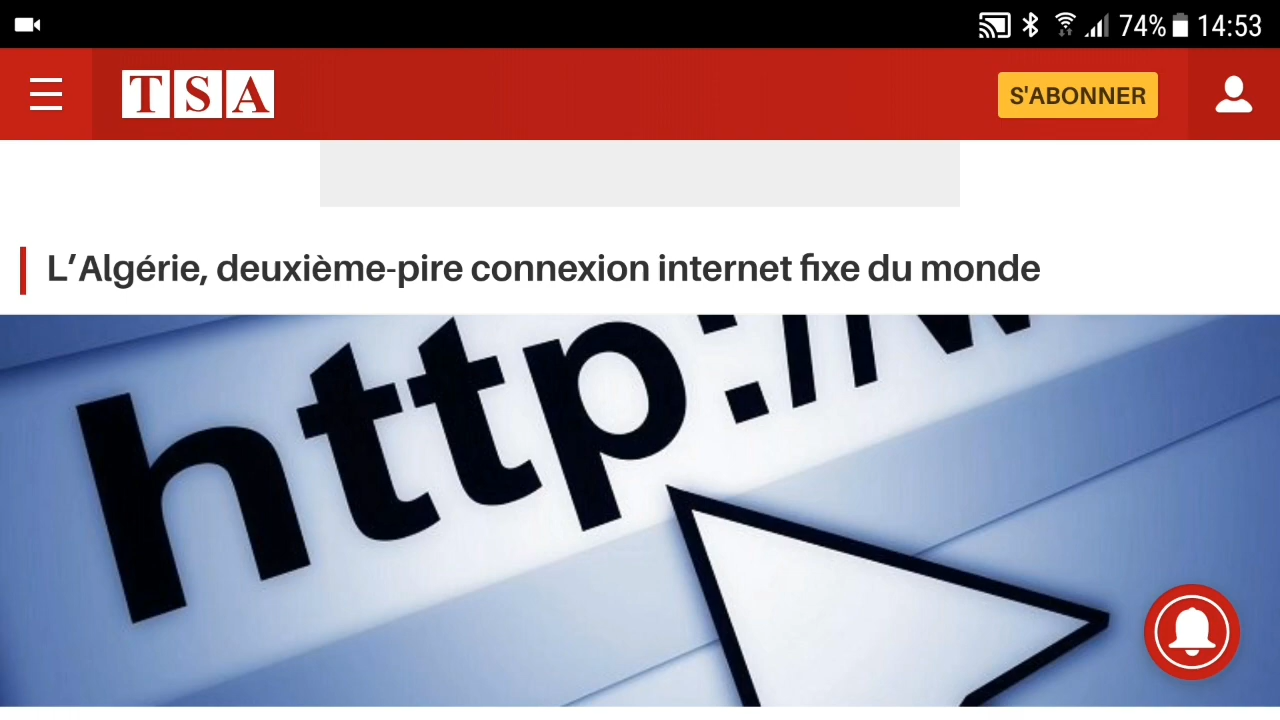 74% 14:53
TSA
S'ABONNER
L’Algérie, deuxième-pire connexion internet fixe du monde
http:/w